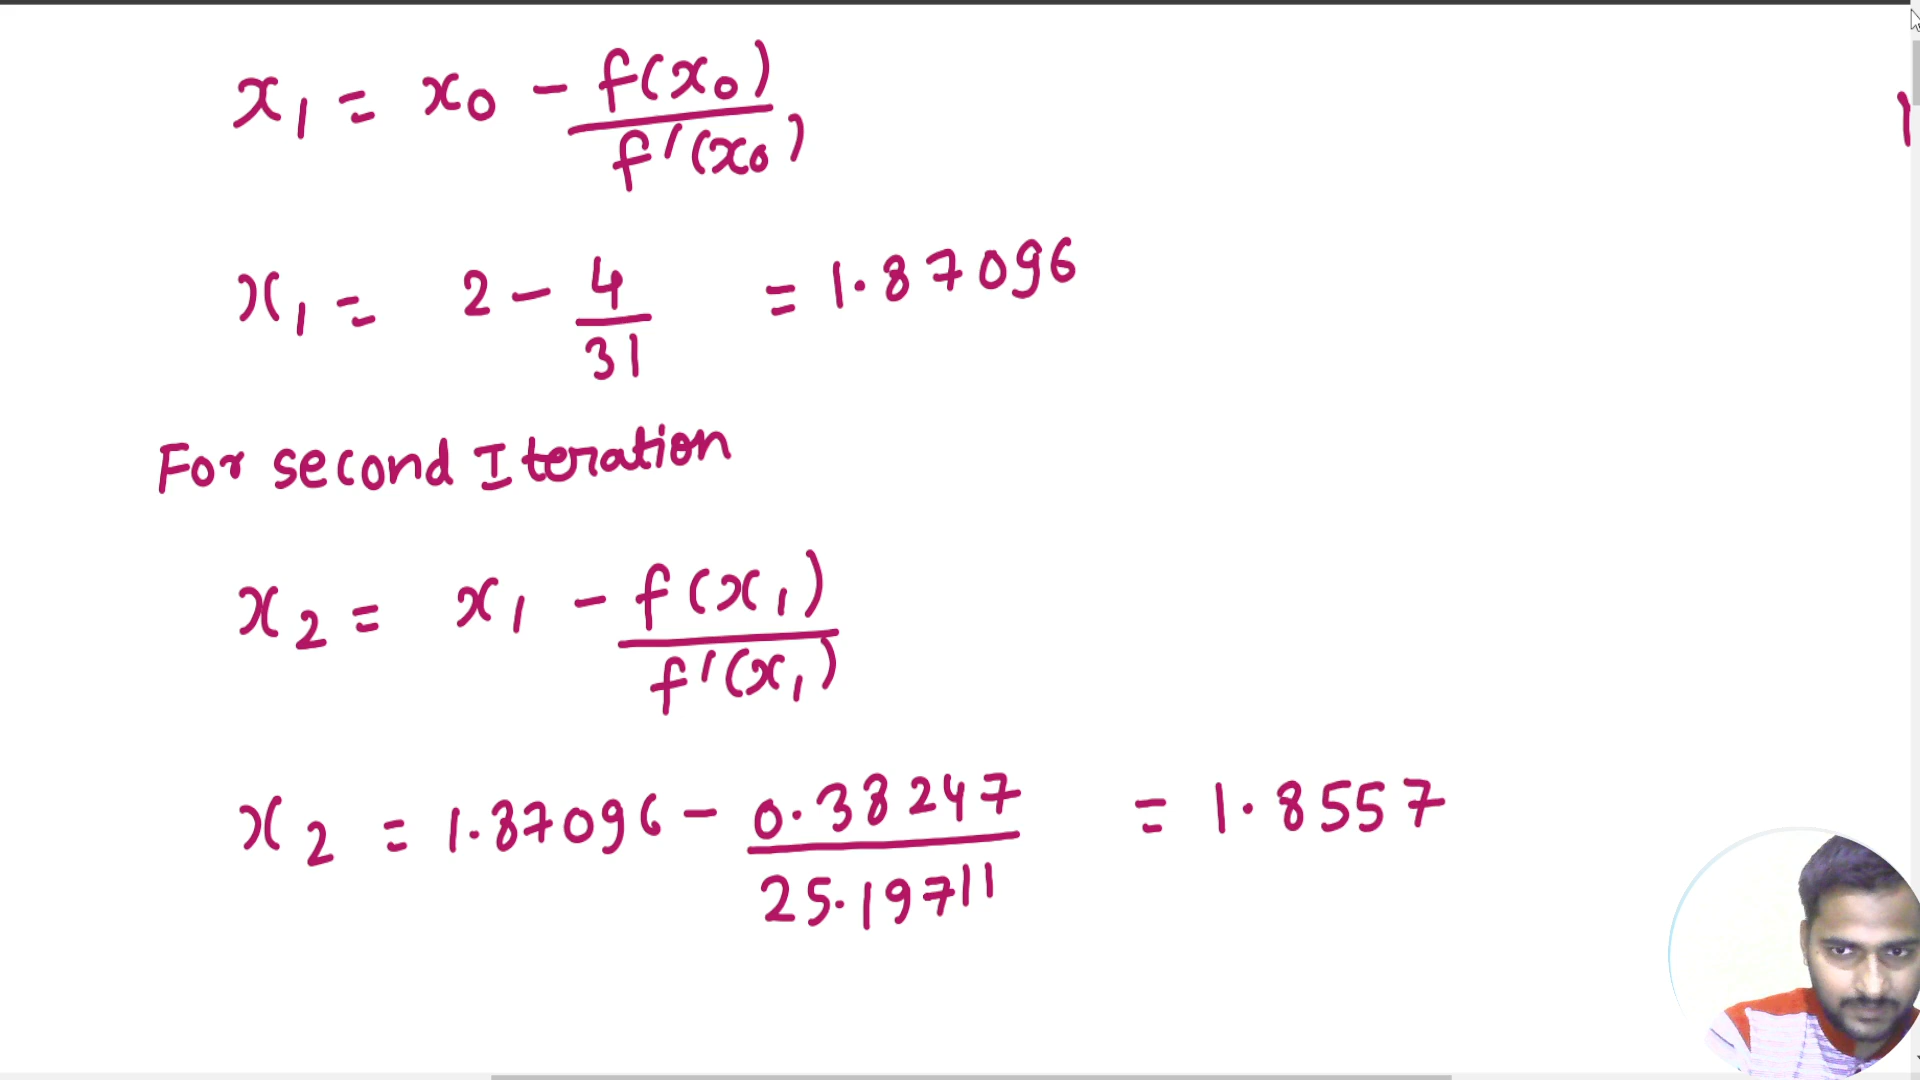 x₁ = x₀ - f(x₀)/f'(x₀)
x₁ = 2 - 4/31 = 1.87096
For second Iteration
x₂ = x₁ - f(x₁)/f'(x₁)
x₂ = 1.87096 - 0.38247/25.19711 = 1.8557